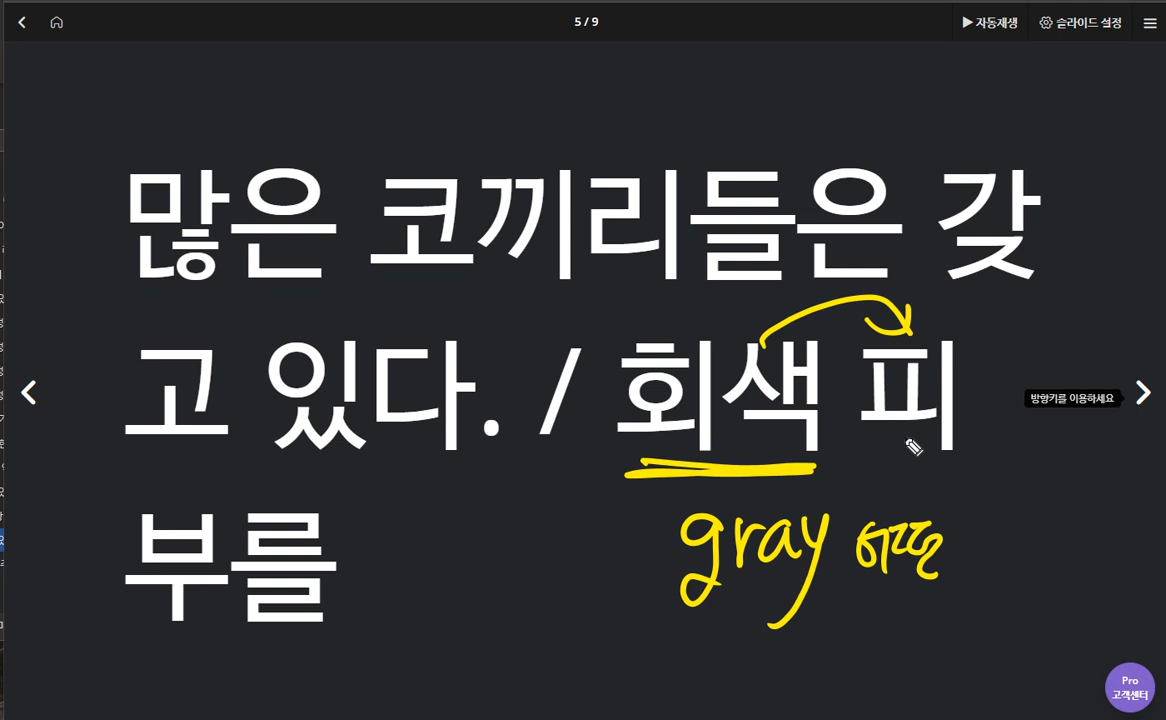 5 / 9
▶ 자동재생
슬라이드 설정
많은 코끼리들은 갖
고 있다. / 회색 피
부를
방향키를 이용하세요
gray
Pro
고객센터